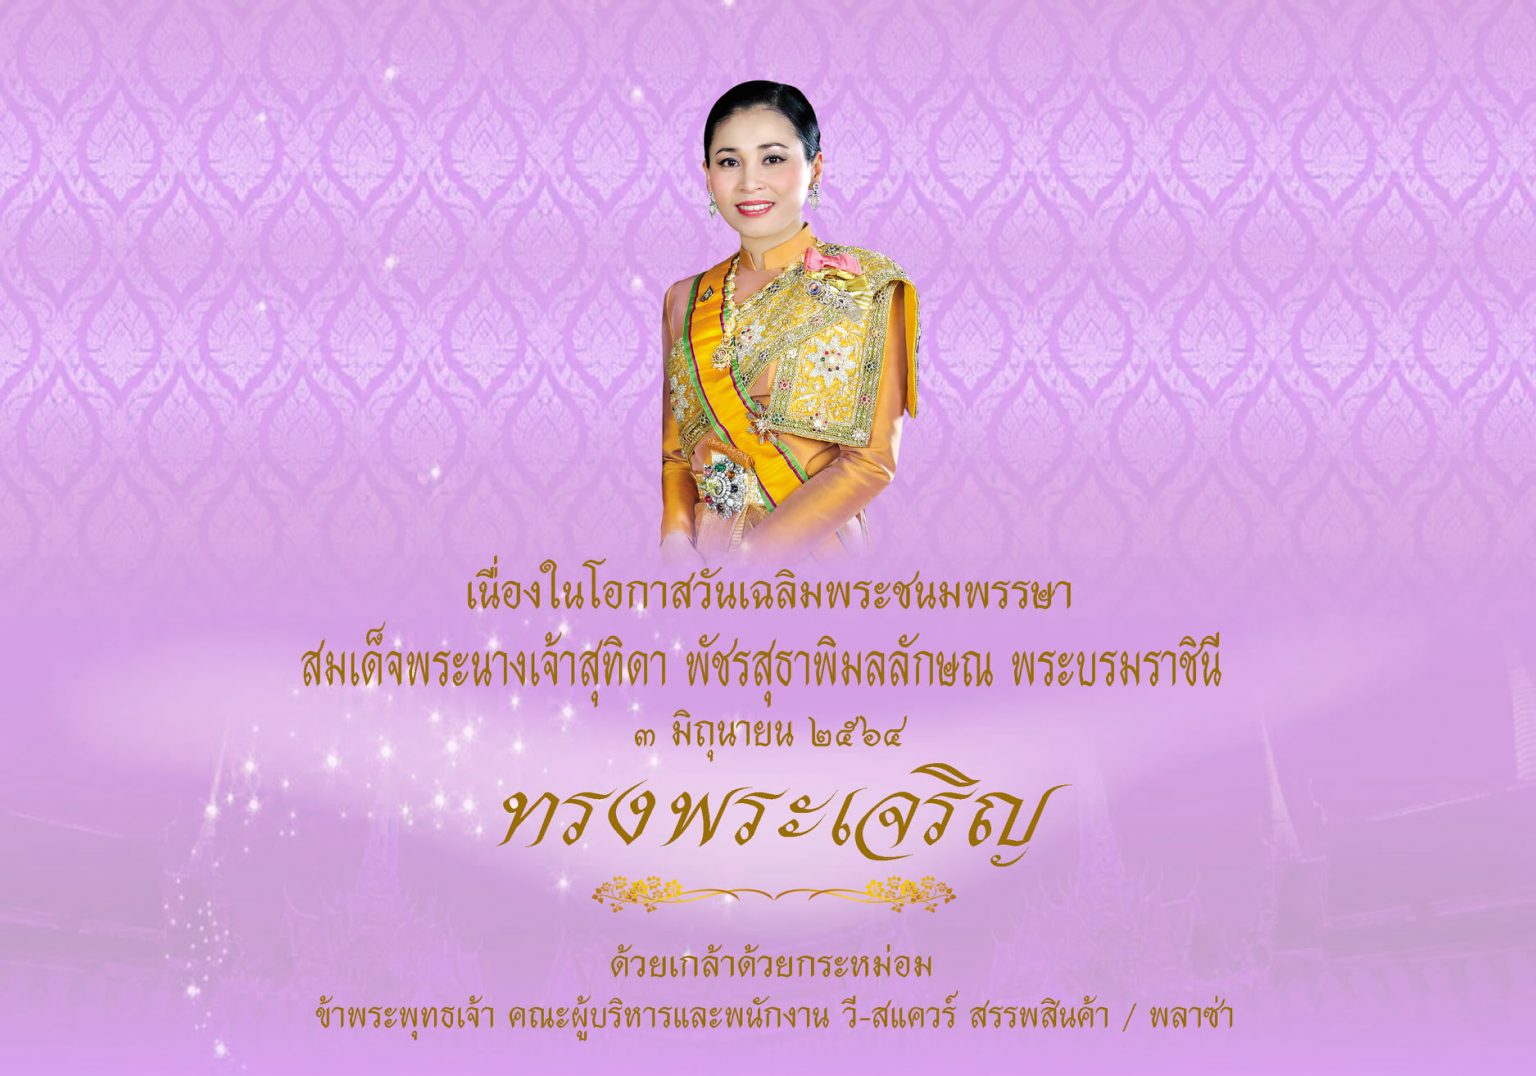 เนื่องในโอกาสวันเฉลิมพระชนมพรรษา
สมเด็จพระนางเจ้าสุทิดา พัชรสุธาพิมลลักษณ พระบรมราชินี
๓ มิถุนายน ๒๕๖๔
ทรงพระเจริญ
ด้วยเกล้าด้วยกระหม่อม
ข้าพระพุทธเจ้า คณะผู้บริหารและพนักงาน วี-สแควร์ สรรพสินค้า / พลาซ่า